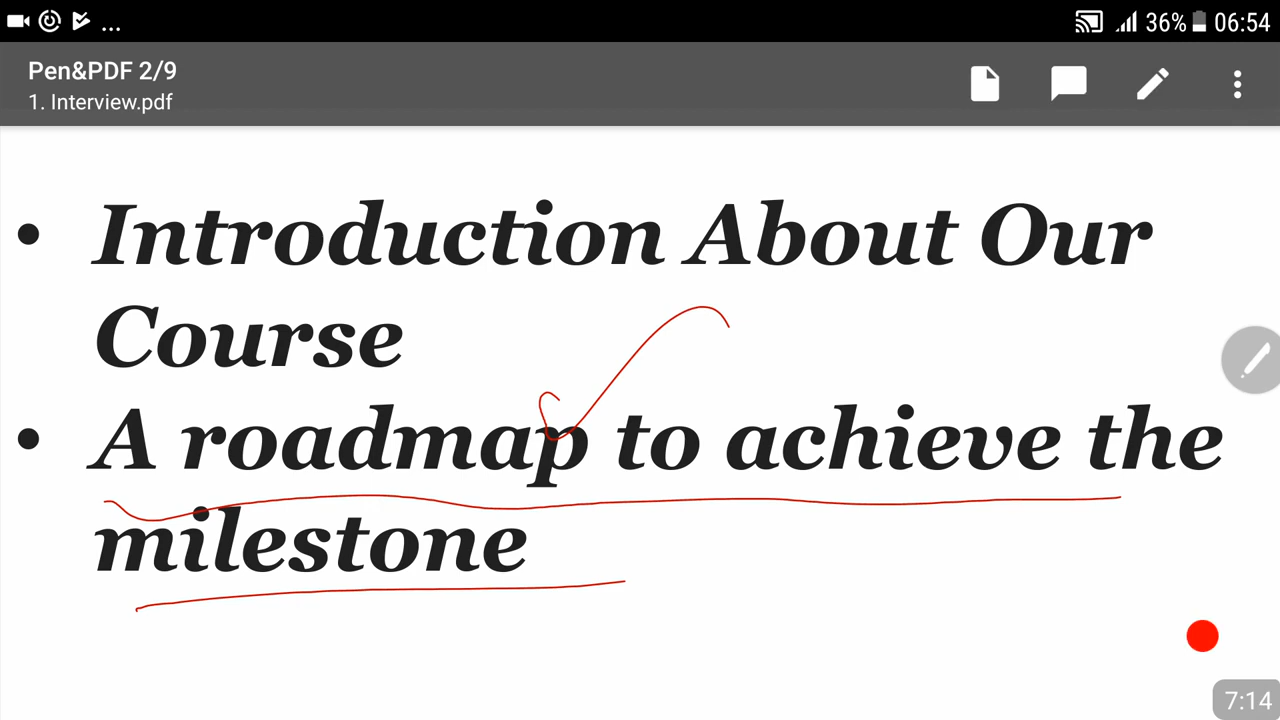 ... 36% 06:54
Pen&PDF 2/9
1. Interview.pdf
• Introduction About Our
Course
• A roadmap to achieve the
milestone
7:14